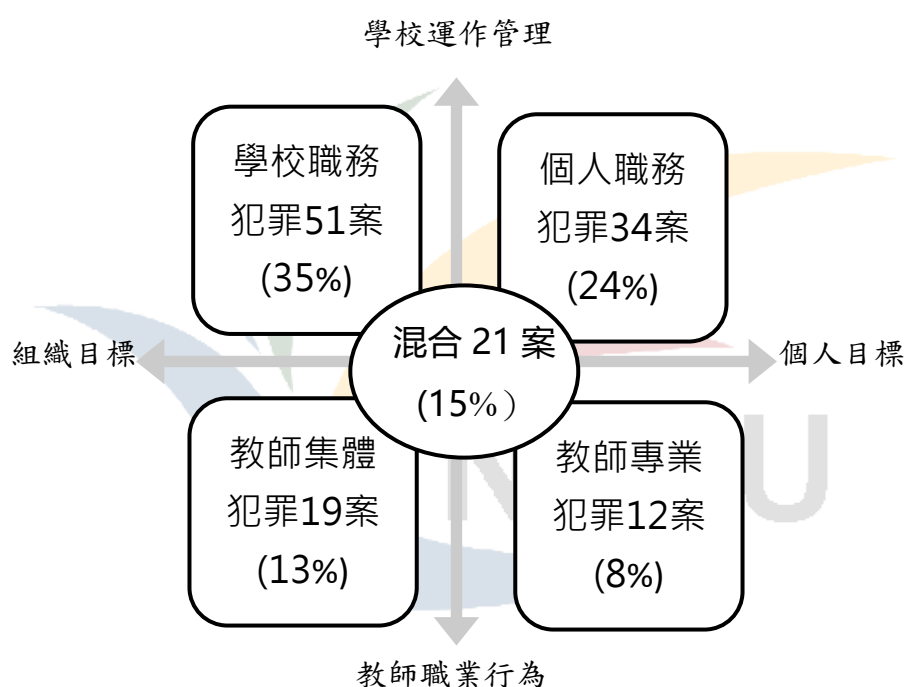 學校運作管理
學校職務
犯罪51案
(35%)
個人職務
犯罪34案
(24%)
組織目標
混合 21 案
(15%）
個人目標
教師集體
犯罪19案
(13%)
教師專業
犯罪12案
(8%)
教師職業行為